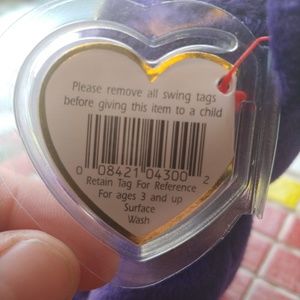 Please remove all swing tags
before giving this item to a child
0 08421 04300 2
Retain Tag For Reference
For ages 3 and up
Surface
Wash